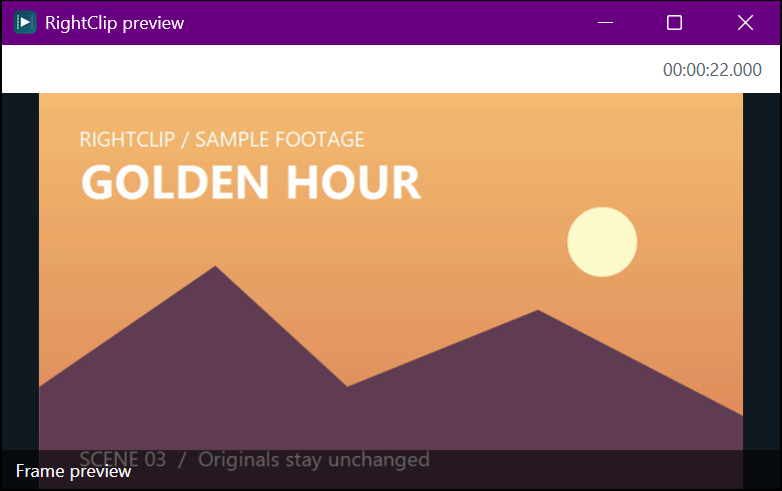 RightClip preview
00:00:22.000
RIGHTCLIP / SAMPLE FOOTAGE
GOLDEN HOUR
SCENE 03 / Originals stay unchanged
Frame preview